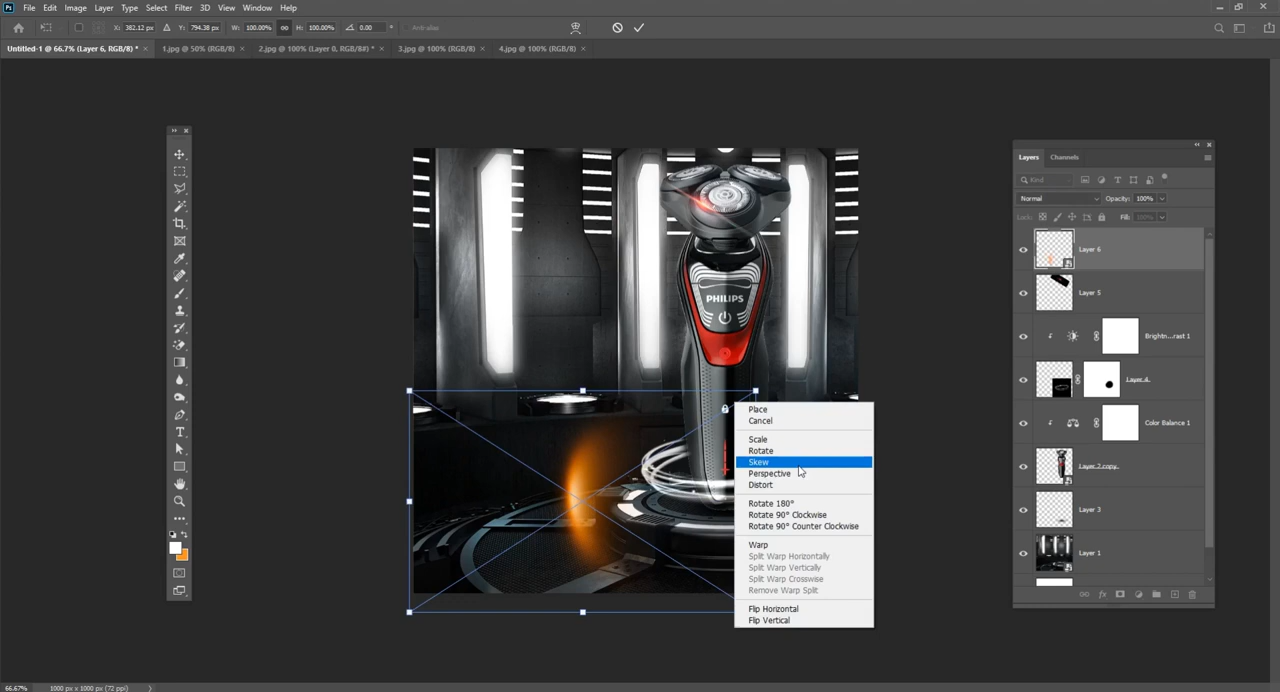 Ps File Edit Image Layer Type Select Filter 3D View Window Help
X: 382.12 px Y: 794.38 px W: 100.00% H: 100.00% 0.00 ° Anti-alias
Untitled-1 @ 66.7% (Layer 6, RGB/8) * × 1.jpg @ 50% (RGB/8) × 2.jpg @ 100% (Layer 0, RGB/8#) * × 3.jpg @ 100% (RGB/8) × 4.jpg @ 100% (RGB/8) ×
Layers Channels
Kind
Normal Opacity: 100%
Lock: Fill: 100%
Layer 6
Layer 5
Brightn...rast 1
Layer 4
Color Balance 1
Layer 2 copy
Layer 3
Layer 1
PHILIPS
Place
Cancel
Scale
Rotate
Skew
Perspective
Distort
Rotate 180°
Rotate 90° Clockwise
Rotate 90° Counter Clockwise
Warp
Split Warp Horizontally
Split Warp Vertically
Split Warp Crosswise
Remove Warp Split
Flip Horizontal
Flip Vertical
66.67% 1000 px x 1000 px (72 ppi)